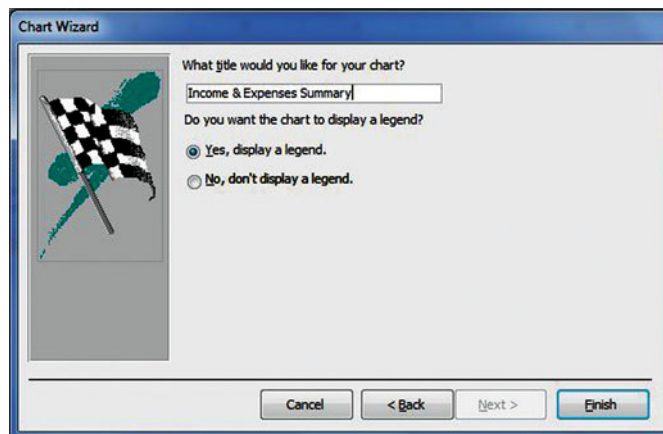 Chart Wizard
What title would you like for your chart?
Income & Expenses Summary
Do you want the chart to display a legend?
Yes, display a legend.
No, don't display a legend.
Cancel
< Back
Next >
Finish